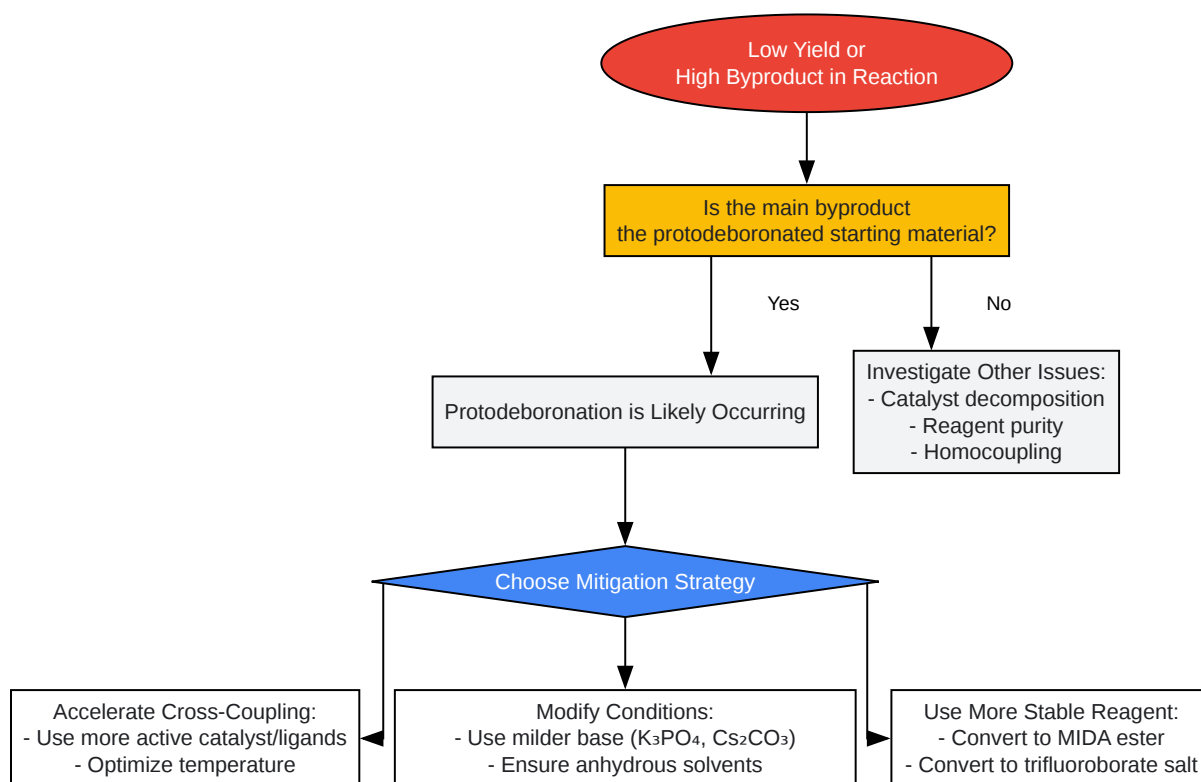 Low Yield or
High Byproduct in Reaction
Is the main byproduct
the protodeboronated starting material?
Yes
No
Investigate Other Issues:
- Catalyst decomposition
- Reagent purity
- Homocoupling
Protodeboronation is Likely Occurring
Choose Mitigation Strategy
Accelerate Cross-Coupling:
- Use more active catalyst/ligands
- Optimize temperature
Modify Conditions:
- Use milder base (K₃PO₄, Cs₂CO₃)
- Ensure anhydrous solvents
Use More Stable Reagent:
- Convert to MIDA ester
- Convert to trifluoroborate salt